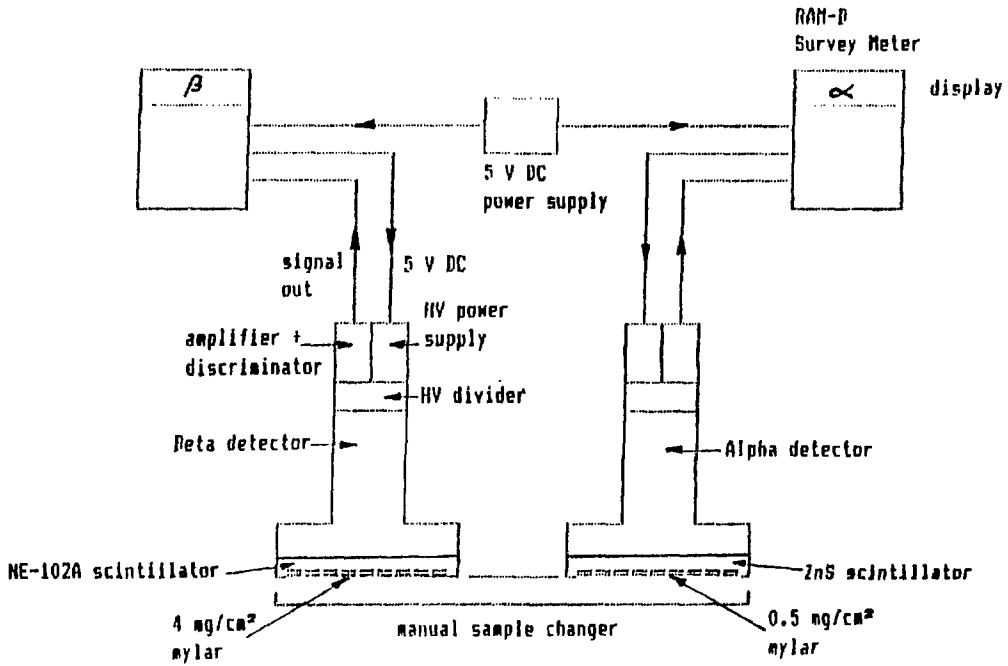 RAM-D
Survey Meter
β
α
display
5 V DC
power supply
signal
out
5 V DC
HV power
supply
amplifier +
discriminator
HV divider
Beta detector
Alpha detector
NE-102A scintillator
ZnS scintillator
4 mg/cm²
mylar
manual sample changer
0.5 mg/cm²
mylar